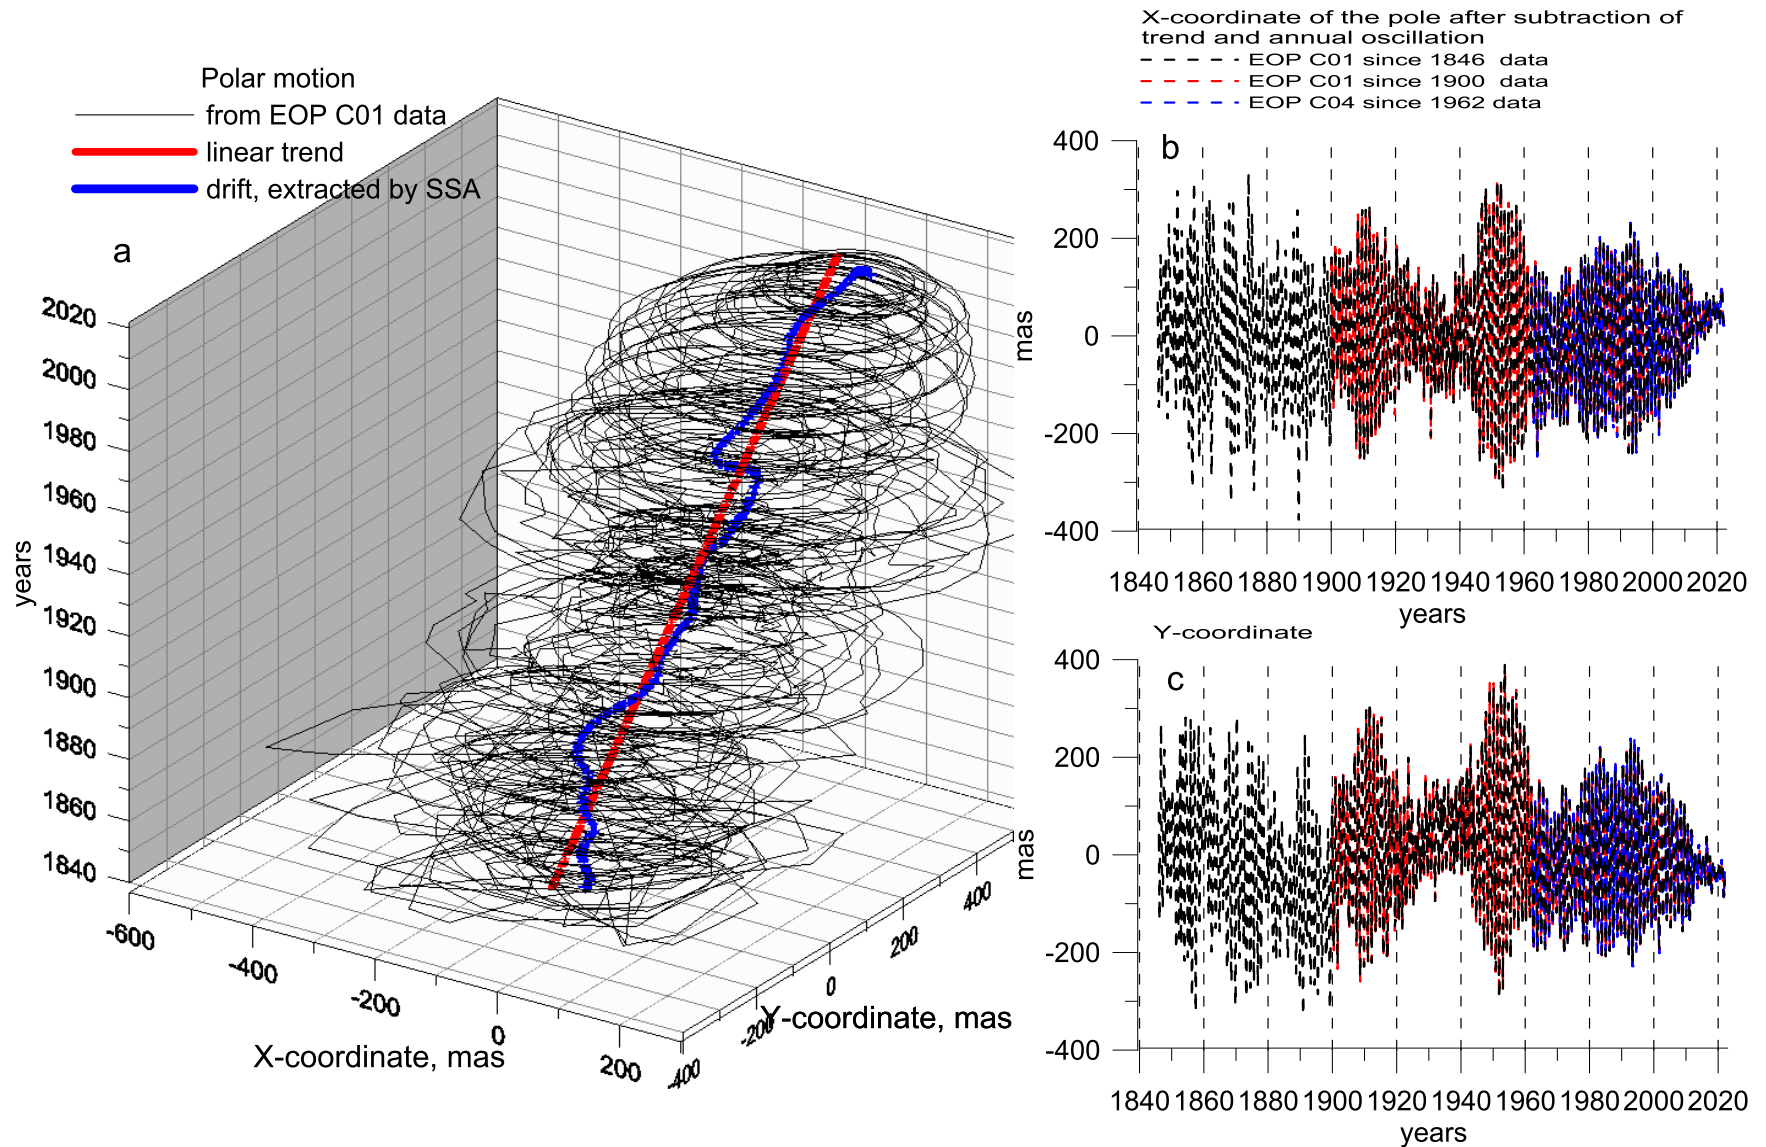 Polar motion
from EOP C01 data
linear trend
drift, extracted by SSA
a
2020
2000
1980
1960
1940
1920
1900
1880
1860
1840
years
-600
-400
-200
0
200
X-coordinate, mas
-400
-200
0
200
400
Y-coordinate, mas
X-coordinate of the pole after subtraction of
trend and annual oscillation
EOP C01 since 1846 data
EOP C01 since 1900 data
EOP C04 since 1962 data
b
400
200
0
-200
-400
mas
1840 1860 1880 1900 1920 1940 1960 1980 2000 2020
years
Y-coordinate
c
400
200
0
-200
-400
mas
1840 1860 1880 1900 1920 1940 1960 1980 2000 2020
years